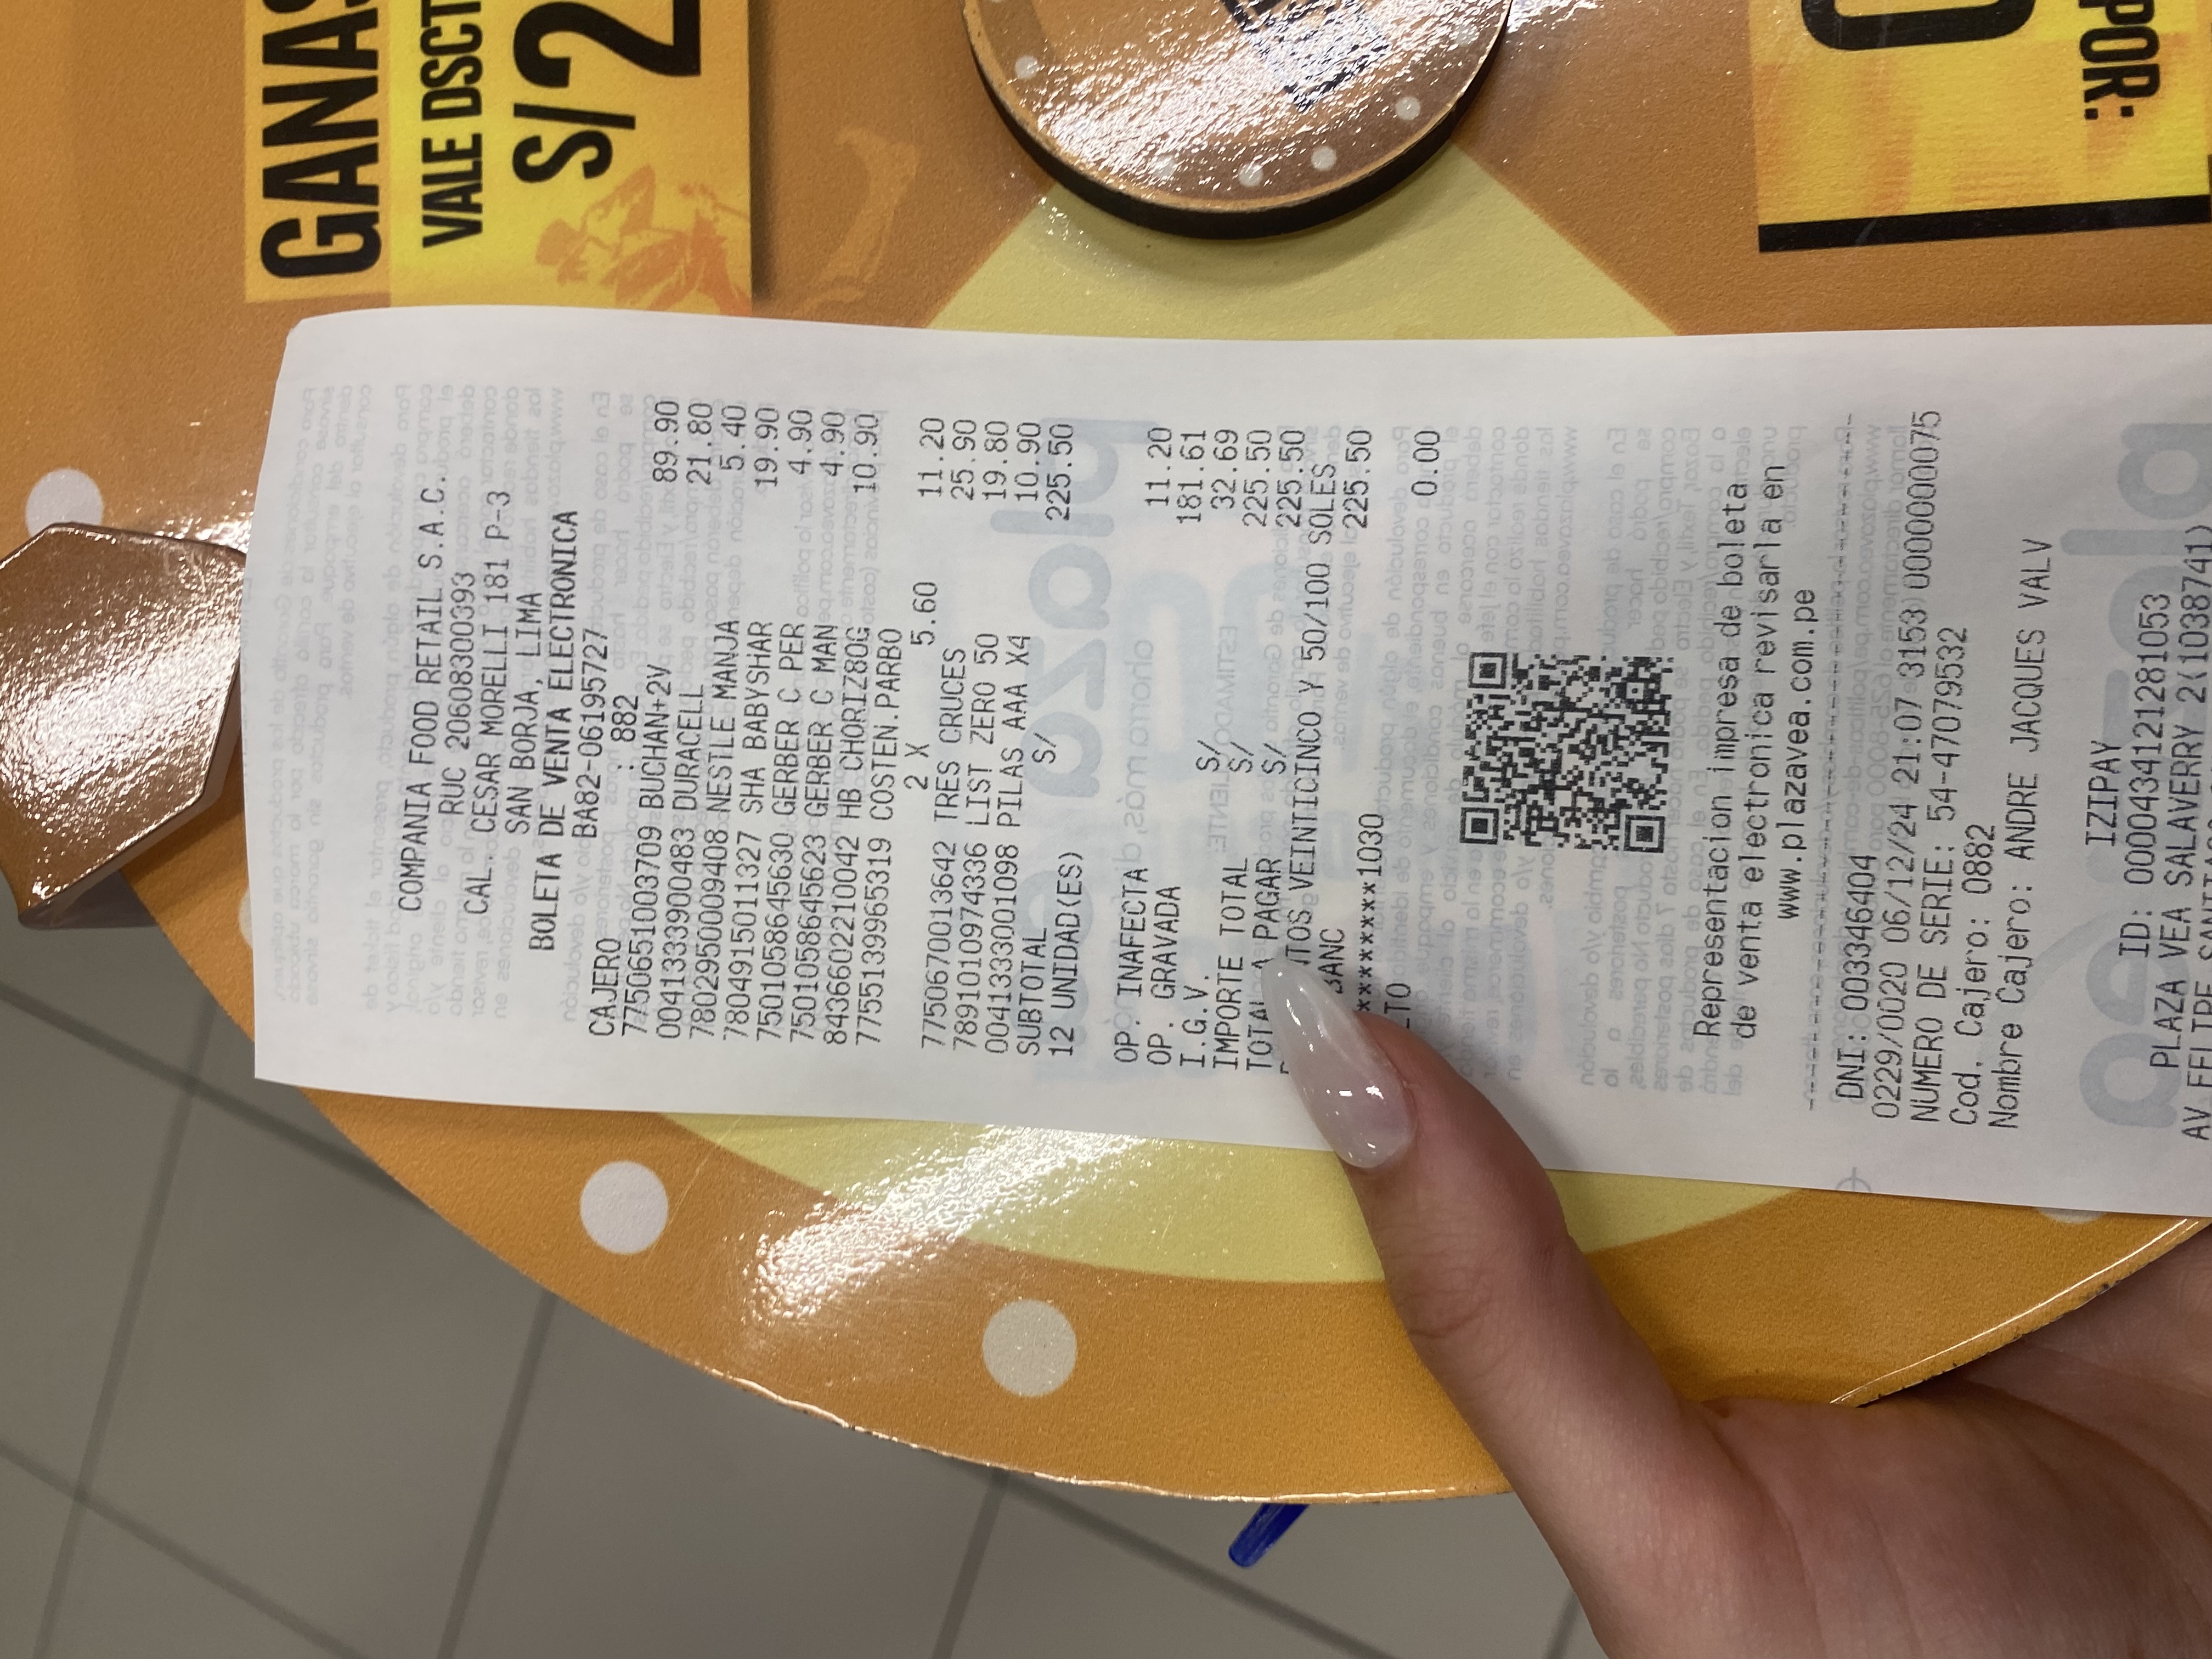 COMPANIA FOOD RETAIL S.A.C.
RUC 20608300393
CAL. CESAR MORELLI 181 P-3
SAN BORJA, LIMA
BOLETA DE VENTA ELECTRONICA
BA82-06195727
CAJERO : 882
7750651003709 BUCHAN+2V 89.90
0041333900483 DURACELL 21.80
7802950009408 NESTLE MANJA 5.40
7804915011327 SHA BABYSHAR 19.90
7501058645630 GERBER C PER 4.90
7501058645623 GERBER C MAN 4.90
8436602210042 HB CHORIZ80G 10.90
7755139965319 COSTEN.PARBO
2 X 5.60 11.20
7750670013642 TRES CRUCES 25.90
7891010974336 LIST ZERO 50 19.80
0041333001098 PILAS AAA X4 10.90
SUBTOTAL S/ 225.50
12 UNIDAD(ES)
OP. INAFECTA 11.20
OP. GRAVADA 181.61
I.G.V. S/ 32.69
IMPORTE TOTAL S/ 225.50
TOTAL A PAGAR S/ 225.50
NTOS VEINTICINCO Y 50/100 SOLES
BANC 225.50
*********1030
LTO 0.00
Representacion impresa de boleta
de venta electronica revisarla en
www.plazavea.com.pe
DNI: 003346404
0229/0020 06/12/24 21:07 3153 0000000075
NUMERO DE SERIE: 54-47079532
Cod. Cajero: 0882
Nombre Cajero: ANDRE JACQUES VALV
IZIPAY
ID: 0000434121281053
PLAZA VEA SALAVERRY 2(1038741)
AV FELIPE
GANAS
VALE DSCT
S/2
POR: